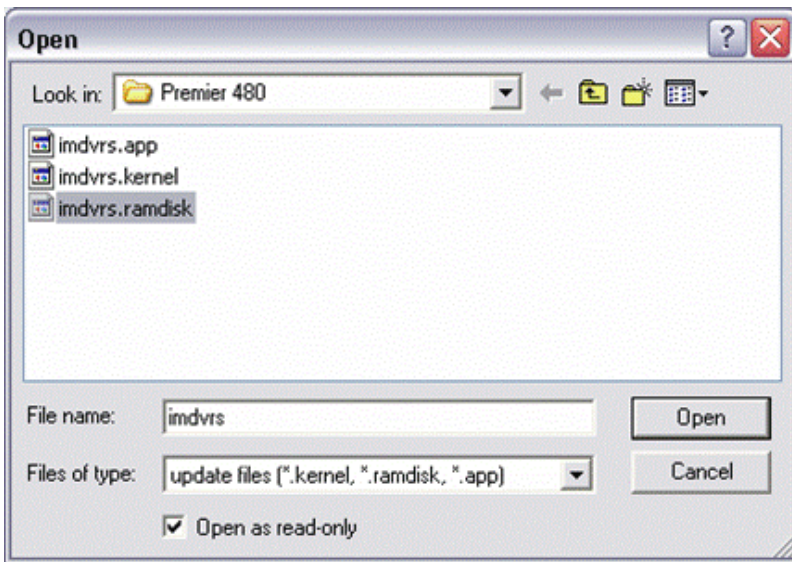 Open
Look in: Premier 480
imdvrs.app
imdvrs.kernel
imdvrs.ramdisk
File name: imdvrs Open
Files of type: update files (*.kernel, *.ramdisk, *.app) Cancel
Open as read-only